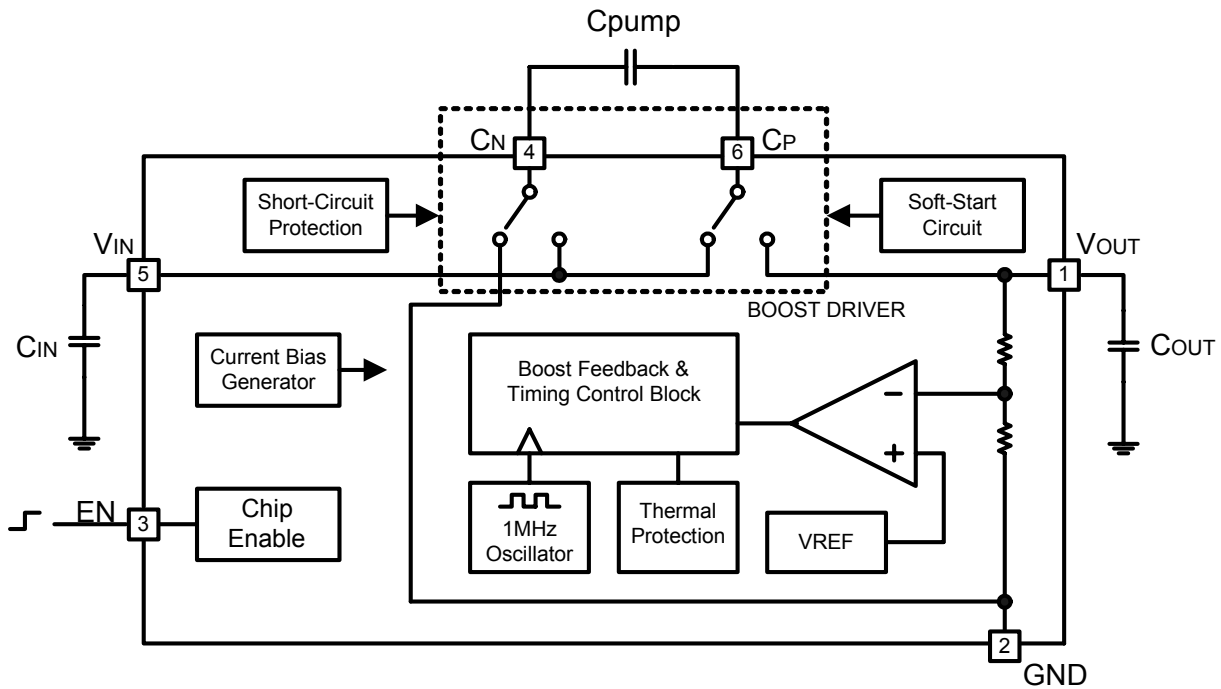 Cpump
CN
CP
4
6
Short-Circuit
Protection
Soft-Start
Circuit
VIN
VOUT
5
1
BOOST DRIVER
CIN
COUT
Current Bias
Generator
Boost Feedback &
Timing Control Block
−
+
EN
3
Chip
Enable
1MHz
Oscillator
Thermal
Protection
VREF
2
GND